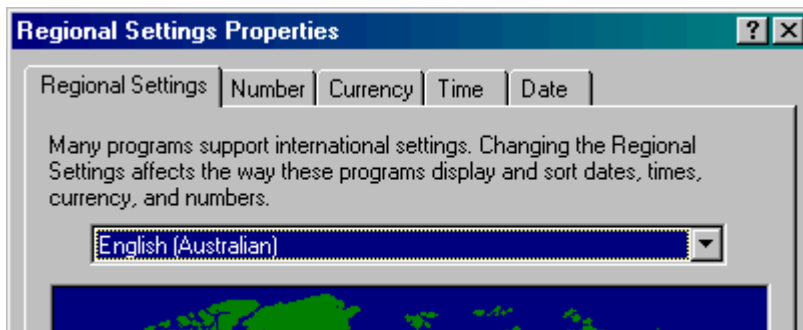 Regional Settings Properties
Regional Settings Number Currency Time Date
Many programs support international settings. Changing the Regional
Settings affects the way these programs display and sort dates, times,
currency, and numbers.
English (Australian)